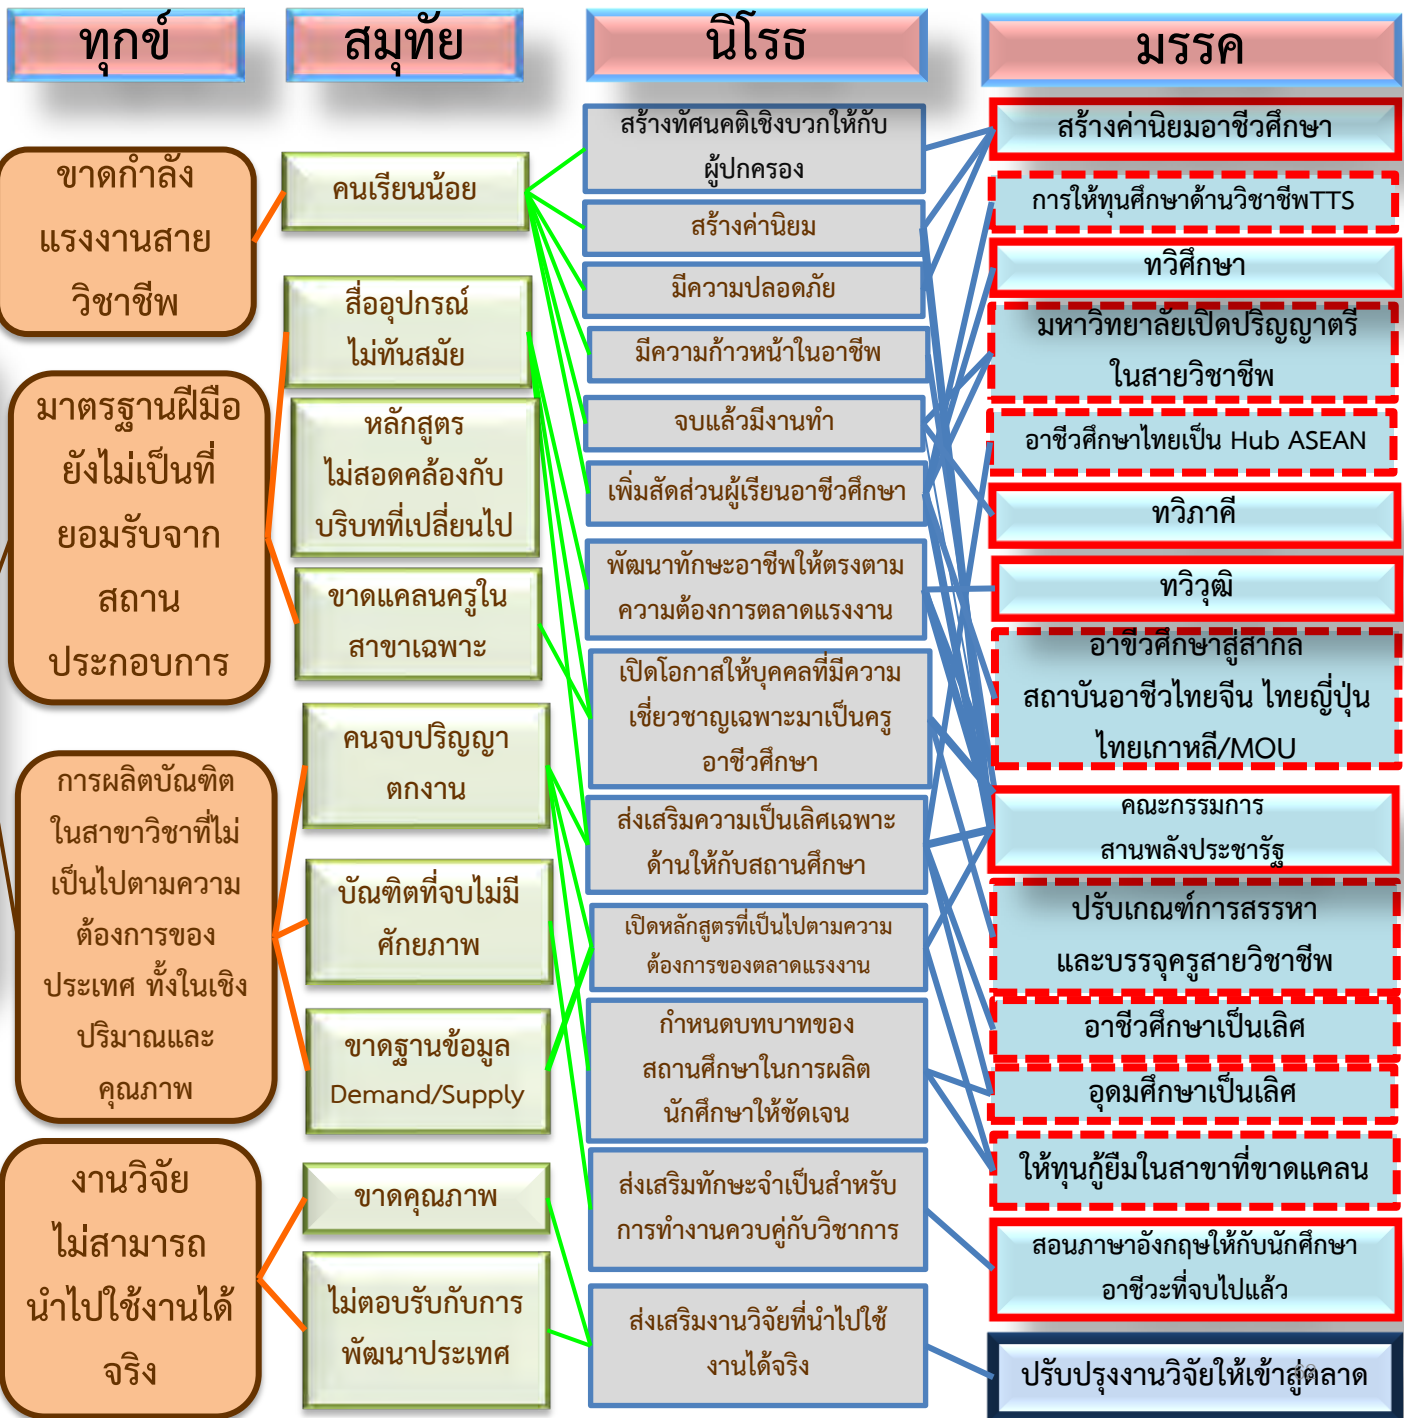 ทุกข์
สมุทัย
นิโรธ
มรรค
ขาดกำลัง
แรงงานสาย
วิชาชีพ
มาตรฐานฝีมือ
ยังไม่เป็นที่
ยอมรับจาก
สถาน
ประกอบการ
การผลิตบัณฑิต
ในสาขาวิชาที่ไม่
เป็นไปตามความ
ต้องการของ
ประเทศ ทั้งในเชิง
ปริมาณและ
คุณภาพ
งานวิจัย
ไม่สามารถ
นำไปใช้งานได้
จริง
คนเรียนน้อย
สื่ออุปกรณ์
ไม่ทันสมัย
หลักสูตร
ไม่สอดคล้องกับ
บริบทที่เปลี่ยนไป
ขาดแคลนครูใน
สาขาเฉพาะ
คนจบปริญญา
ตกงาน
บัณฑิตที่จบไม่มี
ศักยภาพ
ขาดฐานข้อมูล
Demand/Supply
ขาดคุณภาพ
ไม่ตอบรับกับการ
พัฒนาประเทศ
สร้างทัศนคติเชิงบวกให้กับ
ผู้ปกครอง
สร้างค่านิยม
มีความปลอดภัย
มีความก้าวหน้าในอาชีพ
จบแล้วมีงานทำ
เพิ่มสัดส่วนผู้เรียนอาชีวศึกษา
พัฒนาทักษะอาชีพให้ตรงตาม
ความต้องการตลาดแรงงาน
เปิดโอกาสให้บุคคลที่มีความ
เชี่ยวชาญเฉพาะมาเป็นครู
อาชีวศึกษา
ส่งเสริมความเป็นเลิศเฉพาะ
ด้านให้กับสถานศึกษา
เปิดหลักสูตรที่เป็นไปตามความ
ต้องการของตลาดแรงงาน
กำหนดบทบาทของ
สถานศึกษาในการผลิต
นักศึกษาให้ชัดเจน
ส่งเสริมทักษะจำเป็นสำหรับ
การทำงานควบคู่กับวิชาการ
ส่งเสริมงานวิจัยที่นำไปใช้
งานได้จริง
สร้างค่านิยมอาชีวศึกษา
การให้ทุนศึกษาด้านวิชาชีพTTS
ทวิศึกษา
มหาวิทยาลัยเปิดปริญญาตรี
ในสายวิชาชีพ
อาชีวศึกษาไทยเป็น Hub ASEAN
ทวิภาคี
ทวิวุฒิ
อาชีวศึกษาสู่สากล
สถาบันอาชีวไทยจีน ไทยญี่ปุ่น
ไทยเกาหลี/MOU
คณะกรรมการ
สานพลังประชารัฐ
ปรับเกณฑ์การสรรหา
และบรรจุครูสายวิชาชีพ
อาชีวศึกษาเป็นเลิศ
อุดมศึกษาเป็นเลิศ
ให้ทุนกู้ยืมในสาขาที่ขาดแคลน
สอนภาษาอังกฤษให้กับนักศึกษา
อาชีวะที่จบไปแล้ว
ปรับปรุงงานวิจัยให้เข้าสู่ตลาด